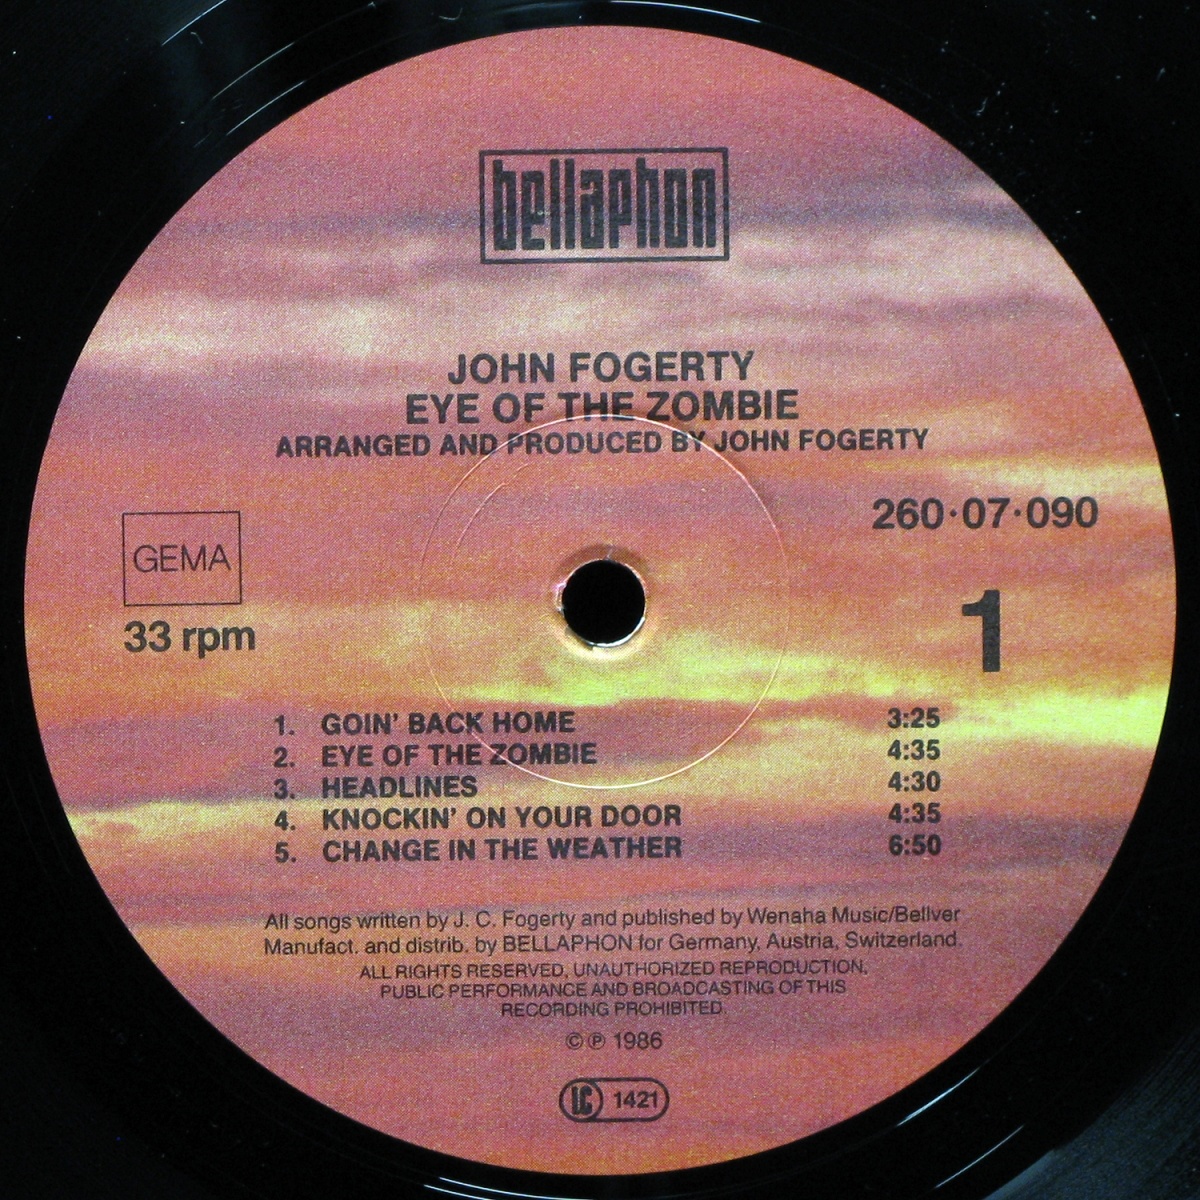 bellaphon
JOHN FOGERTY
EYE OF THE ZOMBIE
ARRANGED AND PRODUCED BY JOHN FOGERTY
260·07·090
GEMA
33 rpm
1
1. GOIN' BACK HOME 3:25
2. EYE OF THE ZOMBIE 4:35
3. HEADLINES 4:30
4. KNOCKIN' ON YOUR DOOR 4:35
5. CHANGE IN THE WEATHER 6:50
All songs written by J. C. Fogerty and published by Wenaha Music/Bellver
Manufact. and distrib. by BELLAPHON for Germany, Austria, Switzerland.
ALL RIGHTS RESERVED, UNAUTHORIZED REPRODUCTION,
PUBLIC PERFORMANCE AND BROADCASTING OF THIS
RECORDING PROHIBITED.
© ℗ 1986
LC 1421